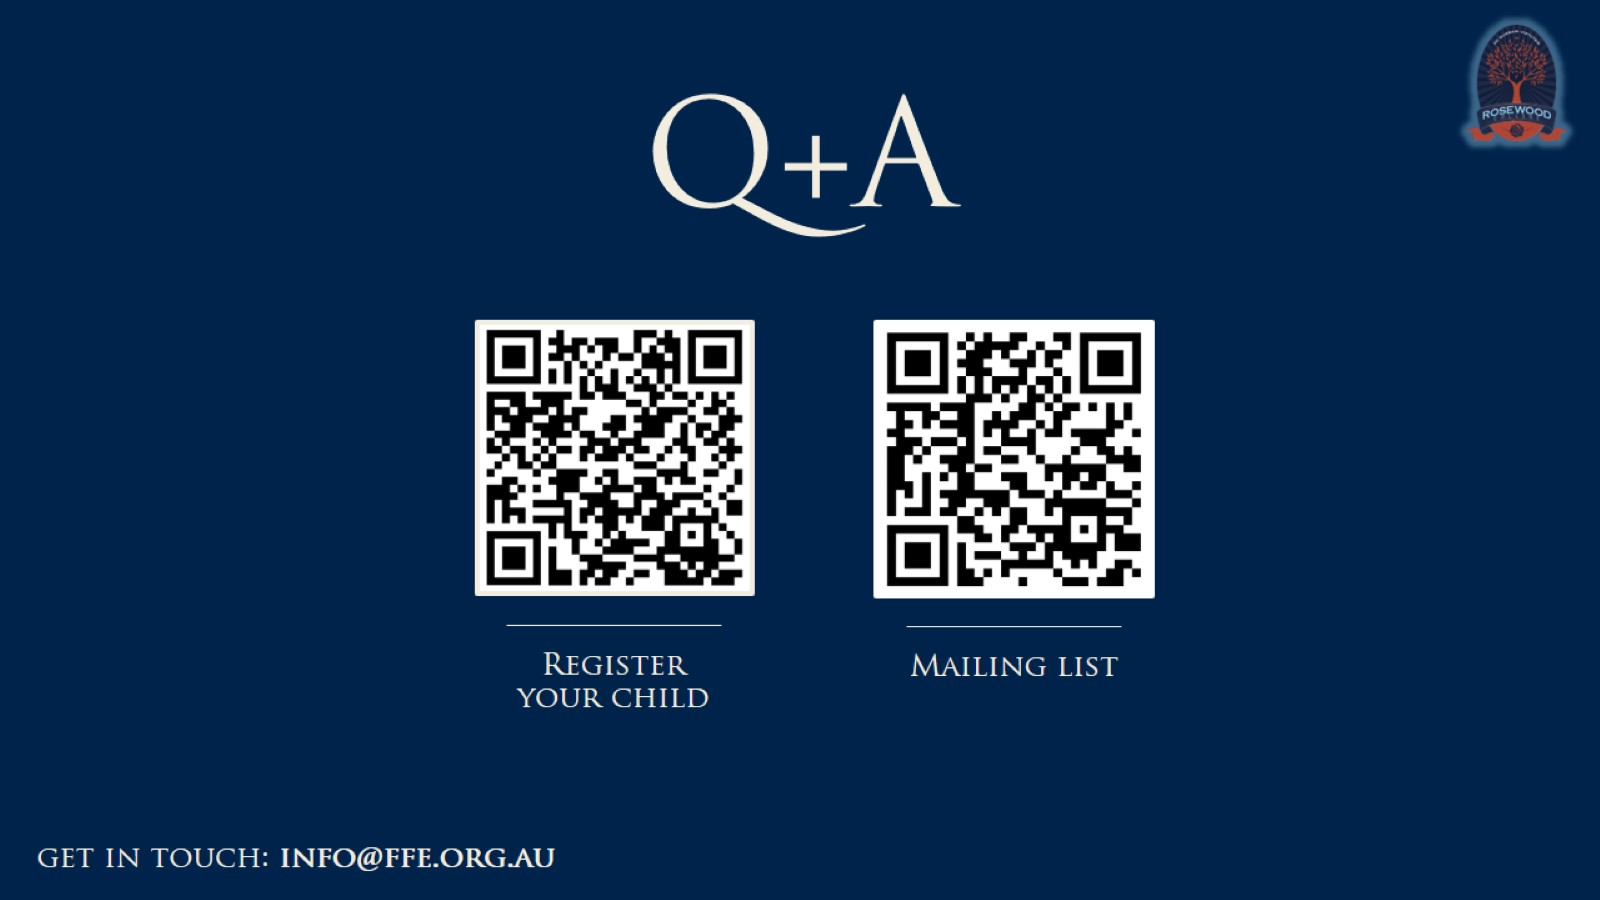 Q+A
ROSEWOOD
REGISTER
YOUR CHILD
MAILING LIST
GET IN TOUCH: INFO@FFE.ORG.AU